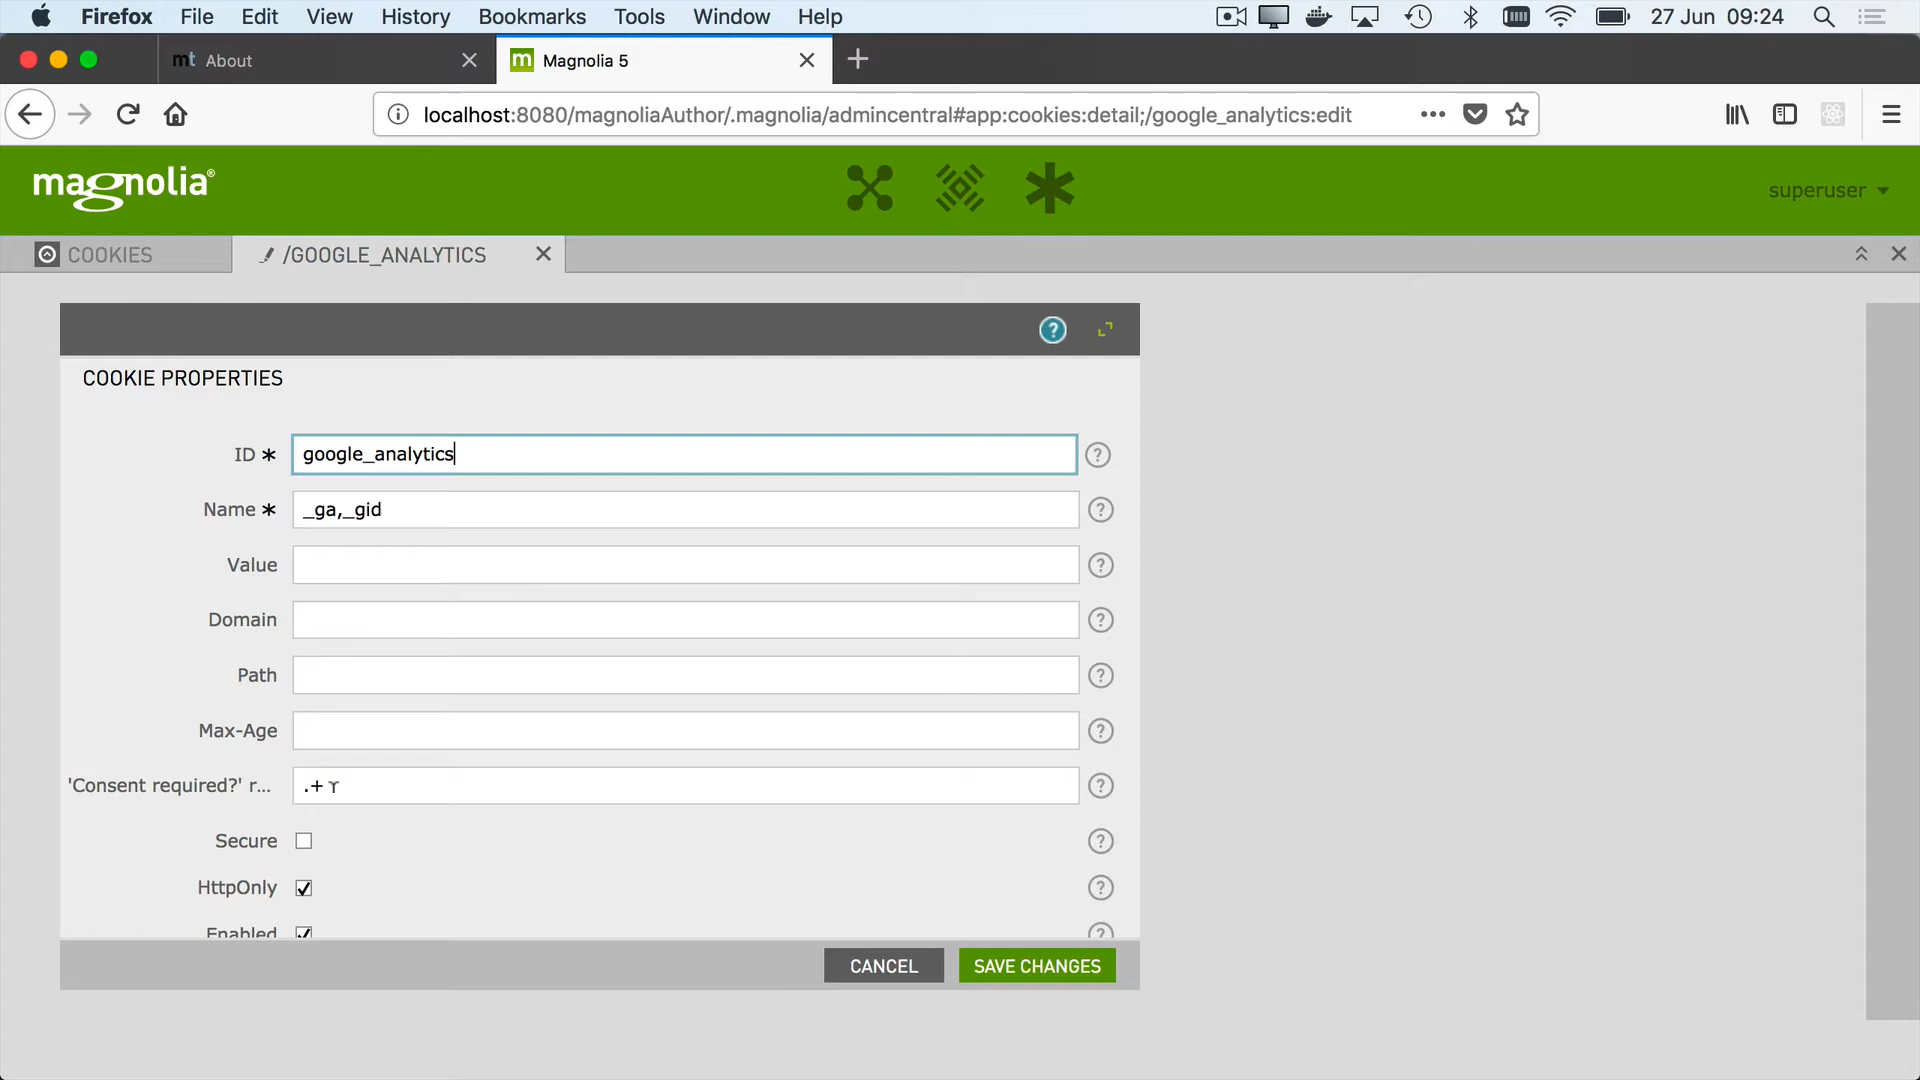 Firefox File Edit View History Bookmarks Tools Window Help 27 Jun 09:24
mt About
m Magnolia 5
localhost:8080/magnoliaAuthor/.magnolia/admincentral#app:cookies:detail;/google_analytics:edit
magnolia®
superuser
COOKIES
/GOOGLE_ANALYTICS
COOKIE PROPERTIES
ID * google_analytics
Name * _ga,_gid
Value
Domain
Path
Max-Age
'Consent required?' r... .+
Secure
HttpOnly
Enabled
CANCEL SAVE CHANGES